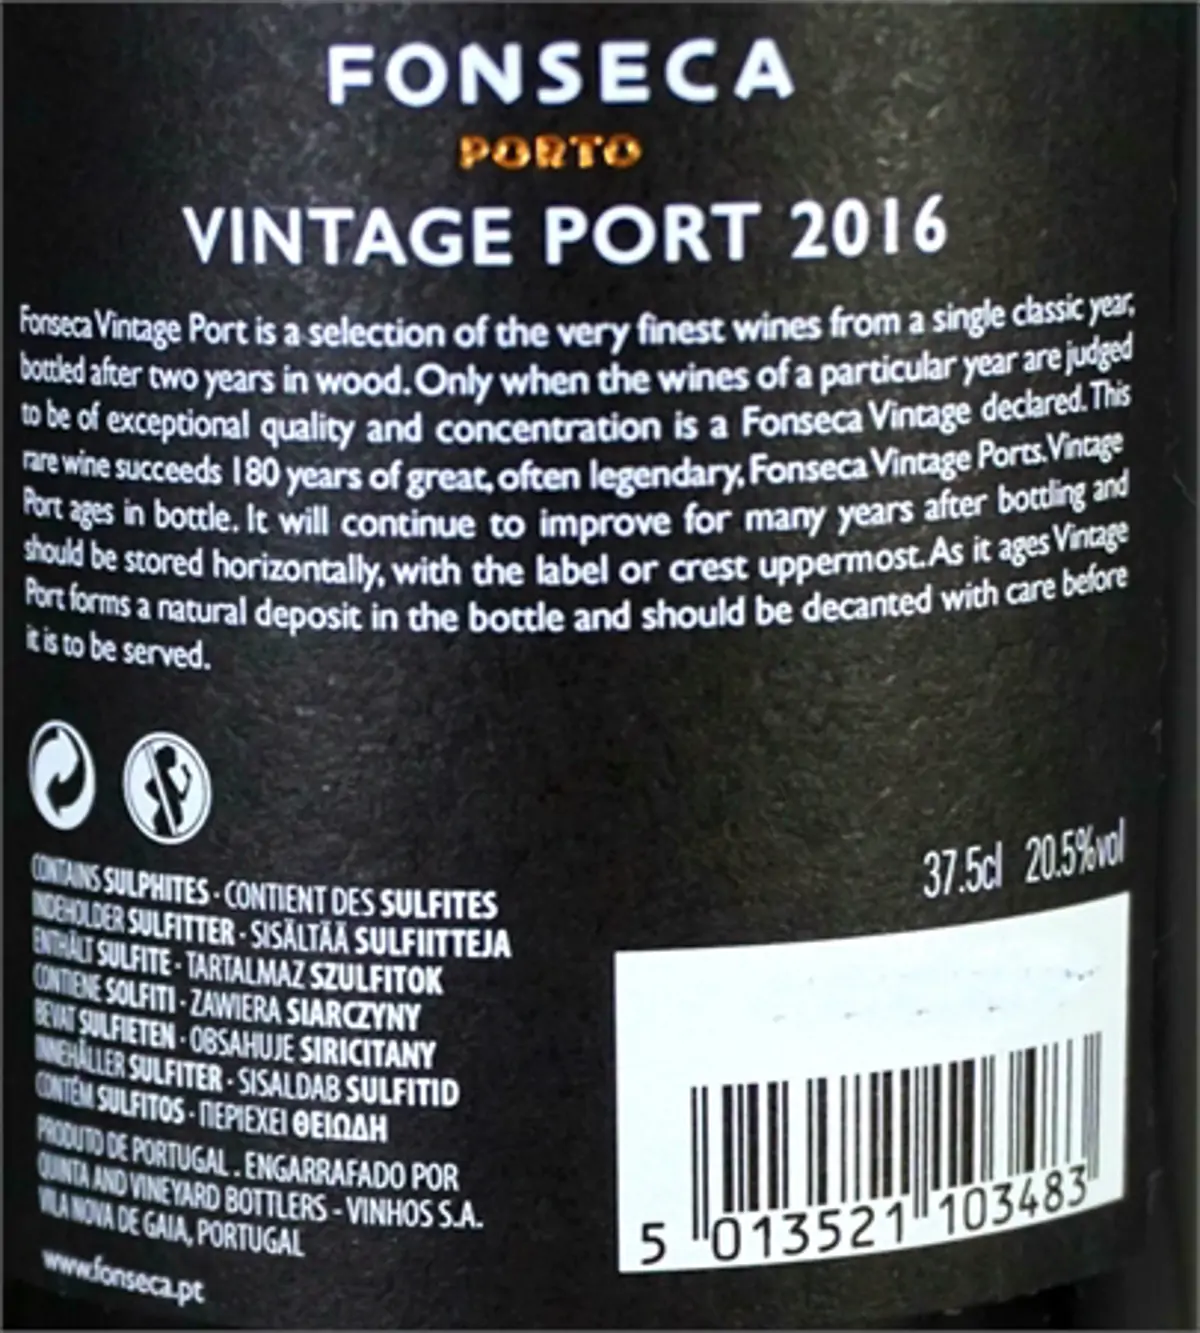 FONSECA
PORTO
VINTAGE PORT 2016
Fonseca Vintage Port is a selection of the very finest wines from a single classic year,
bottled after two years in wood. Only when the wines of a particular year are judged
to be of exceptional quality and concentration is a Fonseca Vintage declared. This
rare wine succeeds 180 years of great, often legendary, Fonseca Vintage Ports. Vintage
Port ages in bottle. It will continue to improve for many years after bottling and
should be stored horizontally, with the label or crest uppermost. As it ages Vintage
Port forms a natural deposit in the bottle and should be decanted with care before
it is to be served.
37.5cl 20.5%vol
CONTAINS SULPHITES · CONTIENT DES SULFITES
INDEHOLDER SULFITTER · SISÄLTÄÄ SULFIITTEJA
ENTHÄLT SULFITE · TARTALMAZ SZULFITOK
CONTIENE SOLFITI · ZAWIERA SIARCZYNY
BEVAT SULFIETEN · OBSAHUJE SIRICITANY
INNEHÅLLER SULFITER · SISALDAB SULFITID
CONTÉM SULFITOS · ΠΕΡΙΕΧΕΙ ΘΕΙΩΔΗ
PRODUTO DE PORTUGAL . ENGARRAFADO POR
QUINTA AND VINEYARD BOTTLERS - VINHOS S.A.
VILA NOVA DE GAIA, PORTUGAL
www.fonseca.pt
5 013521 103483